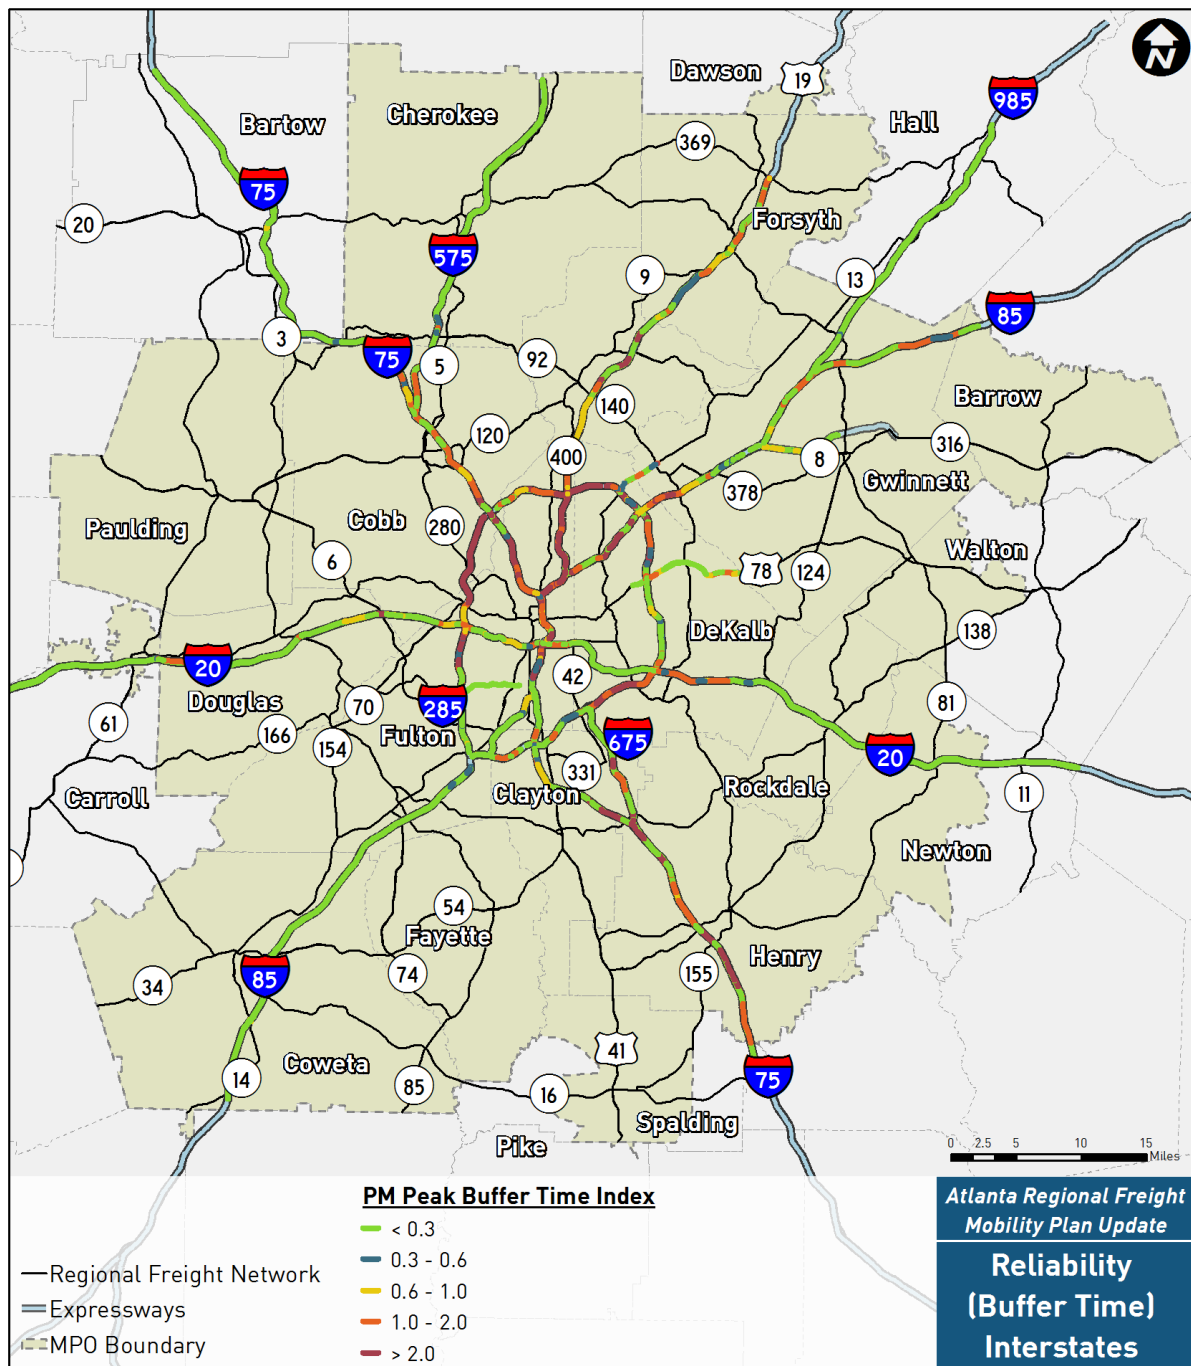 N
Dawson
19
Hall
985
Bartow
Cherokee
369
75
20
Forsyth
575
9
13
85
3
75
5
92
140
Barrow
120
400
316
8
378
Gwinnett
Cobb
280
Paulding
Walton
6
78
124
DeKalb
138
20
42
Douglas
285
70
81
61
166
Fulton
154
675
20
331
Carroll
Clayton
Rockdale
11
Newton
54
Fayette
Henry
85
74
155
34
41
Coweta
14
85
16
75
Spalding
Pike
0 2.5 5 10 15
Miles
PM Peak Buffer Time Index
< 0.3
0.3 - 0.6
0.6 - 1.0
1.0 - 2.0
> 2.0
Regional Freight Network
Expressways
MPO Boundary
Atlanta Regional Freight
Mobility Plan Update
Reliability
(Buffer Time)
Interstates